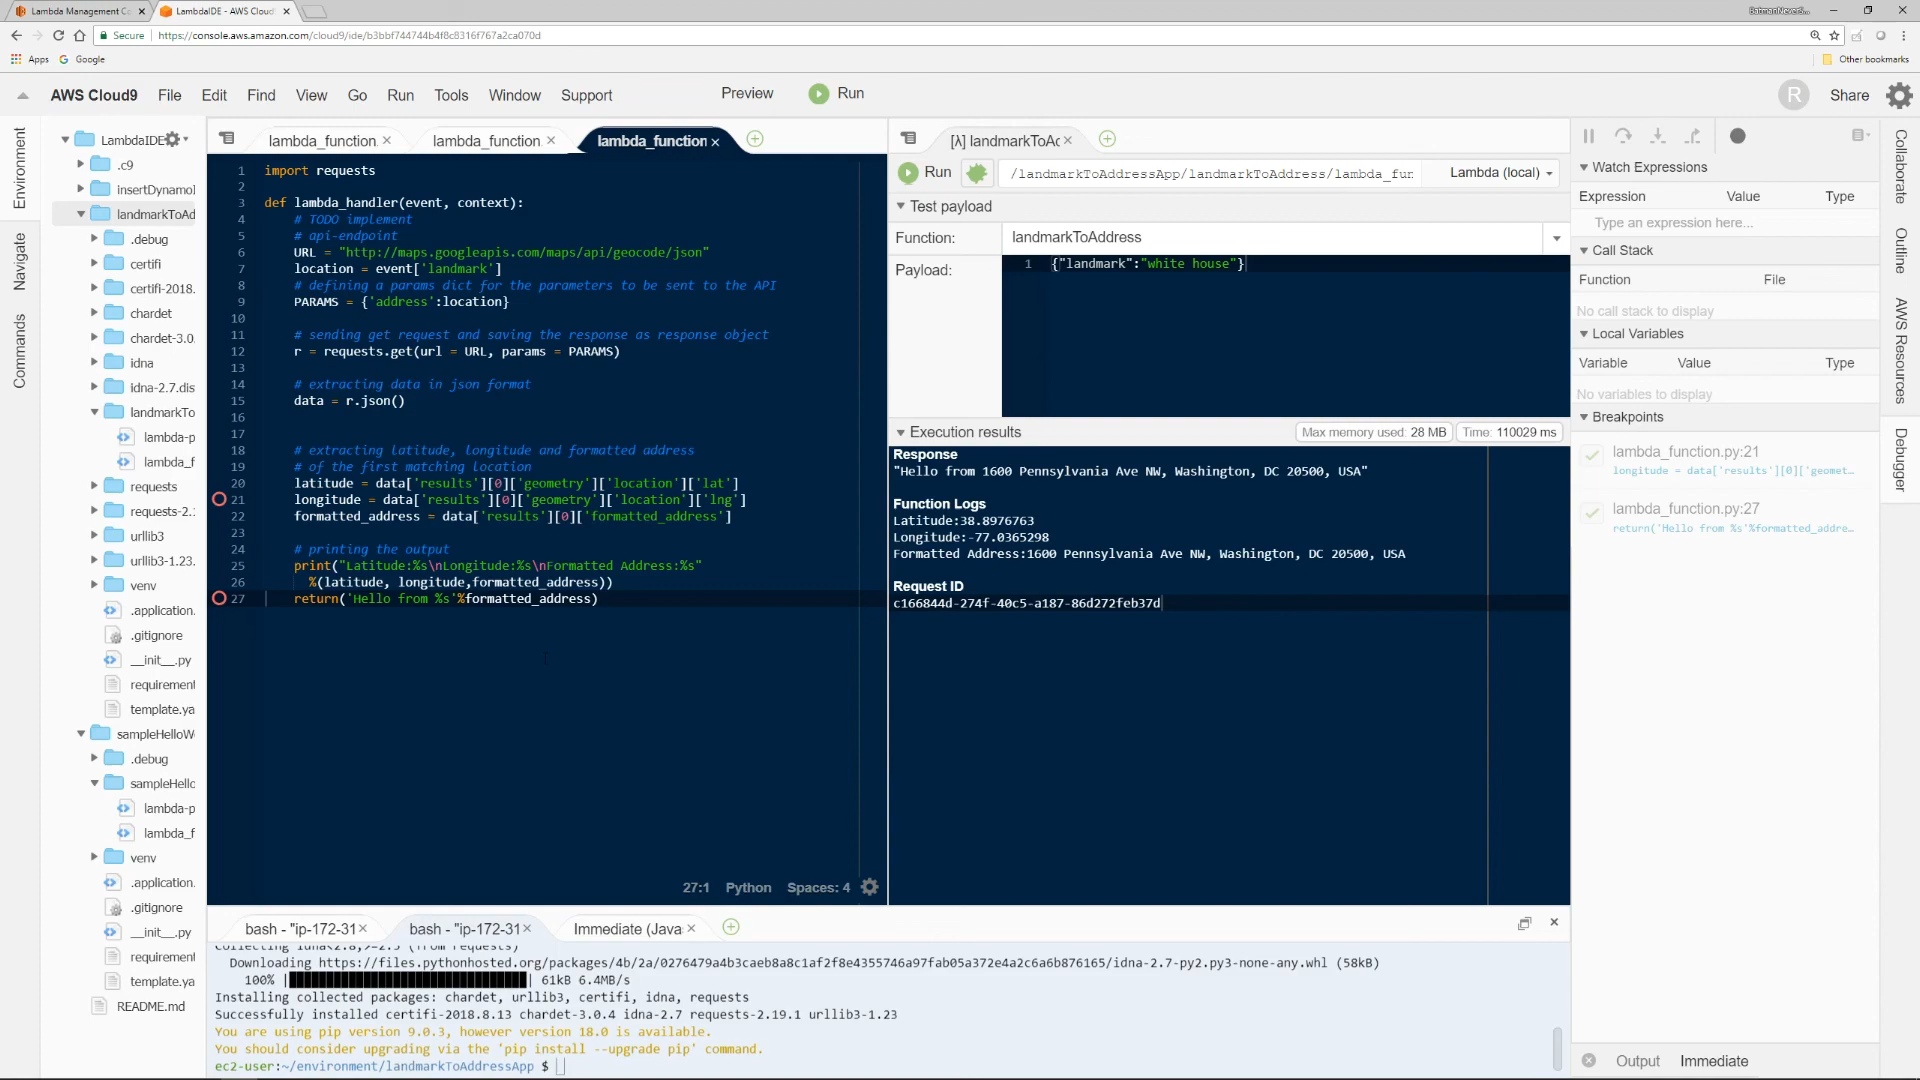 Lambda Management Co
LambdaIDE - AWS Cloud
Secure
https://console.aws.amazon.com/cloud9/ide/b3bbf744744b4f8c8316f767a2ca070d
Apps
Google
Other bookmarks
AWS Cloud9
File
Edit
Find
View
Go
Run
Tools
Window
Support
Preview
Run
R
Share
Environment
Navigate
Commands
LambdaIDE
.c9
insertDynamo
landmarkToAd
.debug
certifi
certifi-2018.
chardet
chardet-3.0.
idna
idna-2.7.dis
landmarkTo
lambda-p
lambda_f
requests
requests-2.1
urllib3
urllib3-1.23.
venv
.application.
.gitignore
__init__.py
requirement
template.ya
sampleHelloW
.debug
sampleHello
lambda-p
lambda_f
venv
.application.
.gitignore
__init__.py
requirement
template.ya
README.md
lambda_function.
lambda_function.
lambda_function
1 import requests
2
3 def lambda_handler(event, context):
4 # TODO implement
5 # api-endpoint
6 URL = "http://maps.googleapis.com/maps/api/geocode/json"
7 location = event['landmark']
8 # defining a params dict for the parameters to be sent to the API
9 PARAMS = {'address':location}
10
11 # sending get request and saving the response as response object
12 r = requests.get(url = URL, params = PARAMS)
13
14 # extracting data in json format
15 data = r.json()
16
17
18 # extracting latitude, longitude and formatted address
19 # of the first matching location
20 latitude = data['results'][0]['geometry']['location']['lat']
21 longitude = data['results'][0]['geometry']['location']['lng']
22 formatted_address = data['results'][0]['formatted_address']
23
24 # printing the output
25 print("Latitude:%s\nLongitude:%s\nFormatted Address:%s"
26 %(latitude, longitude,formatted_address))
27 return('Hello from %s'%formatted_address)
27:1
Python
Spaces: 4
[λ] landmarkToAc
Run
/landmarkToAddressApp/landmarkToAddress/lambda_fun
Lambda (local)
Test payload
Function:
landmarkToAddress
Payload:
1 {"landmark":"white house"}
Execution results
Max memory used: 28 MB
Time: 110029 ms
Response
"Hello from 1600 Pennsylvania Ave NW, Washington, DC 20500, USA"
Function Logs
Latitude:38.8976763
Longitude:-77.0365298
Formatted Address:1600 Pennsylvania Ave NW, Washington, DC 20500, USA
Request ID
c166844d-274f-40c5-a187-86d272feb37d
Watch Expressions
Expression Value Type
Type an expression here...
Call Stack
Function File
No call stack to display
Local Variables
Variable Value Type
No variables to display
Breakpoints
lambda_function.py:21
longitude = data['results'][0]['geomet…
lambda_function.py:27
return('Hello from %s'%formatted_addre…
Collaborate
Outline
AWS Resources
Debugger
bash - "ip-172-31
bash - "ip-172-31
Immediate (Java
Collecting idna<2.8,>=2.5 (from requests)
Downloading https://files.pythonhosted.org/packages/4b/2a/0276479a4b3caeb8a8c1af2f8e4355746a97fab05a372e4a2c6a6b876165/idna-2.7-py2.py3-none-any.whl (58kB)
100% | | 61kB 6.4MB/s
Installing collected packages: chardet, urllib3, certifi, idna, requests
Successfully installed certifi-2018.8.13 chardet-3.0.4 idna-2.7 requests-2.19.1 urllib3-1.23
You are using pip version 9.0.3, however version 18.0 is available.
You should consider upgrading via the 'pip install --upgrade pip' command.
ec2-user:~/environment/landmarkToAddressApp $
Output
Immediate